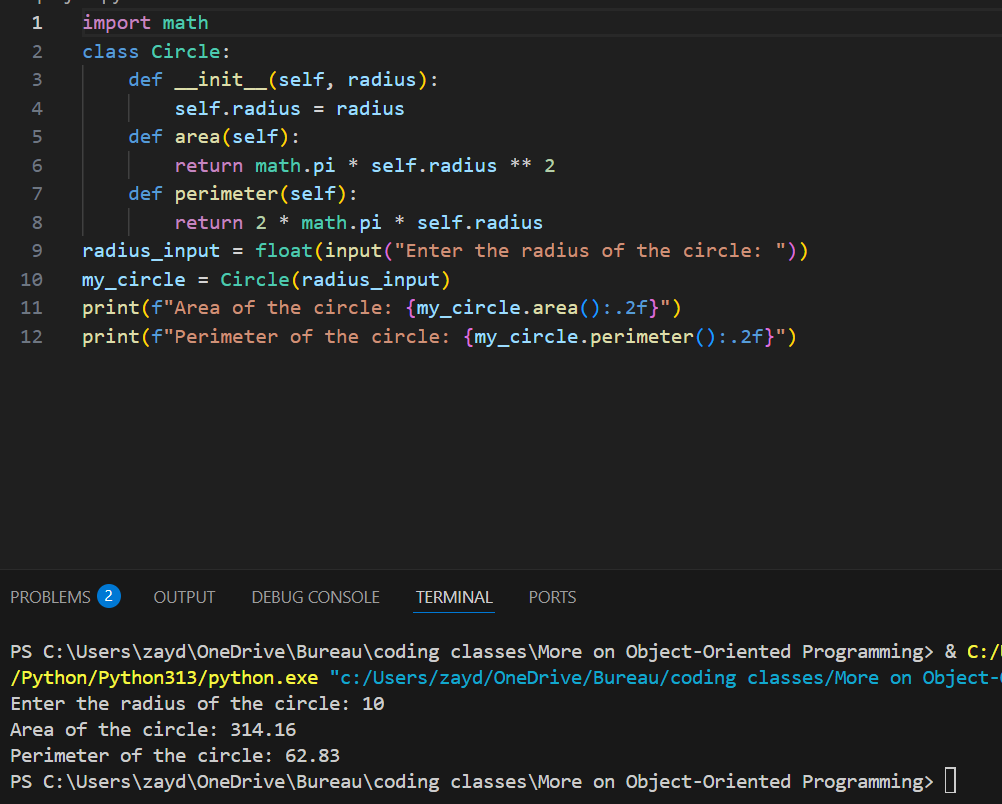 1 import math
2 class Circle:
3     def __init__(self, radius):
4         self.radius = radius
5     def area(self):
6         return math.pi * self.radius ** 2
7     def perimeter(self):
8         return 2 * math.pi * self.radius
9 radius_input = float(input("Enter the radius of the circle: "))
10 my_circle = Circle(radius_input)
11 print(f"Area of the circle: {my_circle.area():.2f}")
12 print(f"Perimeter of the circle: {my_circle.perimeter():.2f}")
PROBLEMS 2 OUTPUT DEBUG CONSOLE TERMINAL PORTS
PS C:\Users\zayd\OneDrive\Bureau\coding classes\More on Object-Oriented Programming> & C:/
/Python/Python313/python.exe "c:/Users/zayd/OneDrive/Bureau/coding classes/More on Object-
Enter the radius of the circle: 10
Area of the circle: 314.16
Perimeter of the circle: 62.83
PS C:\Users\zayd\OneDrive\Bureau\coding classes\More on Object-Oriented Programming>